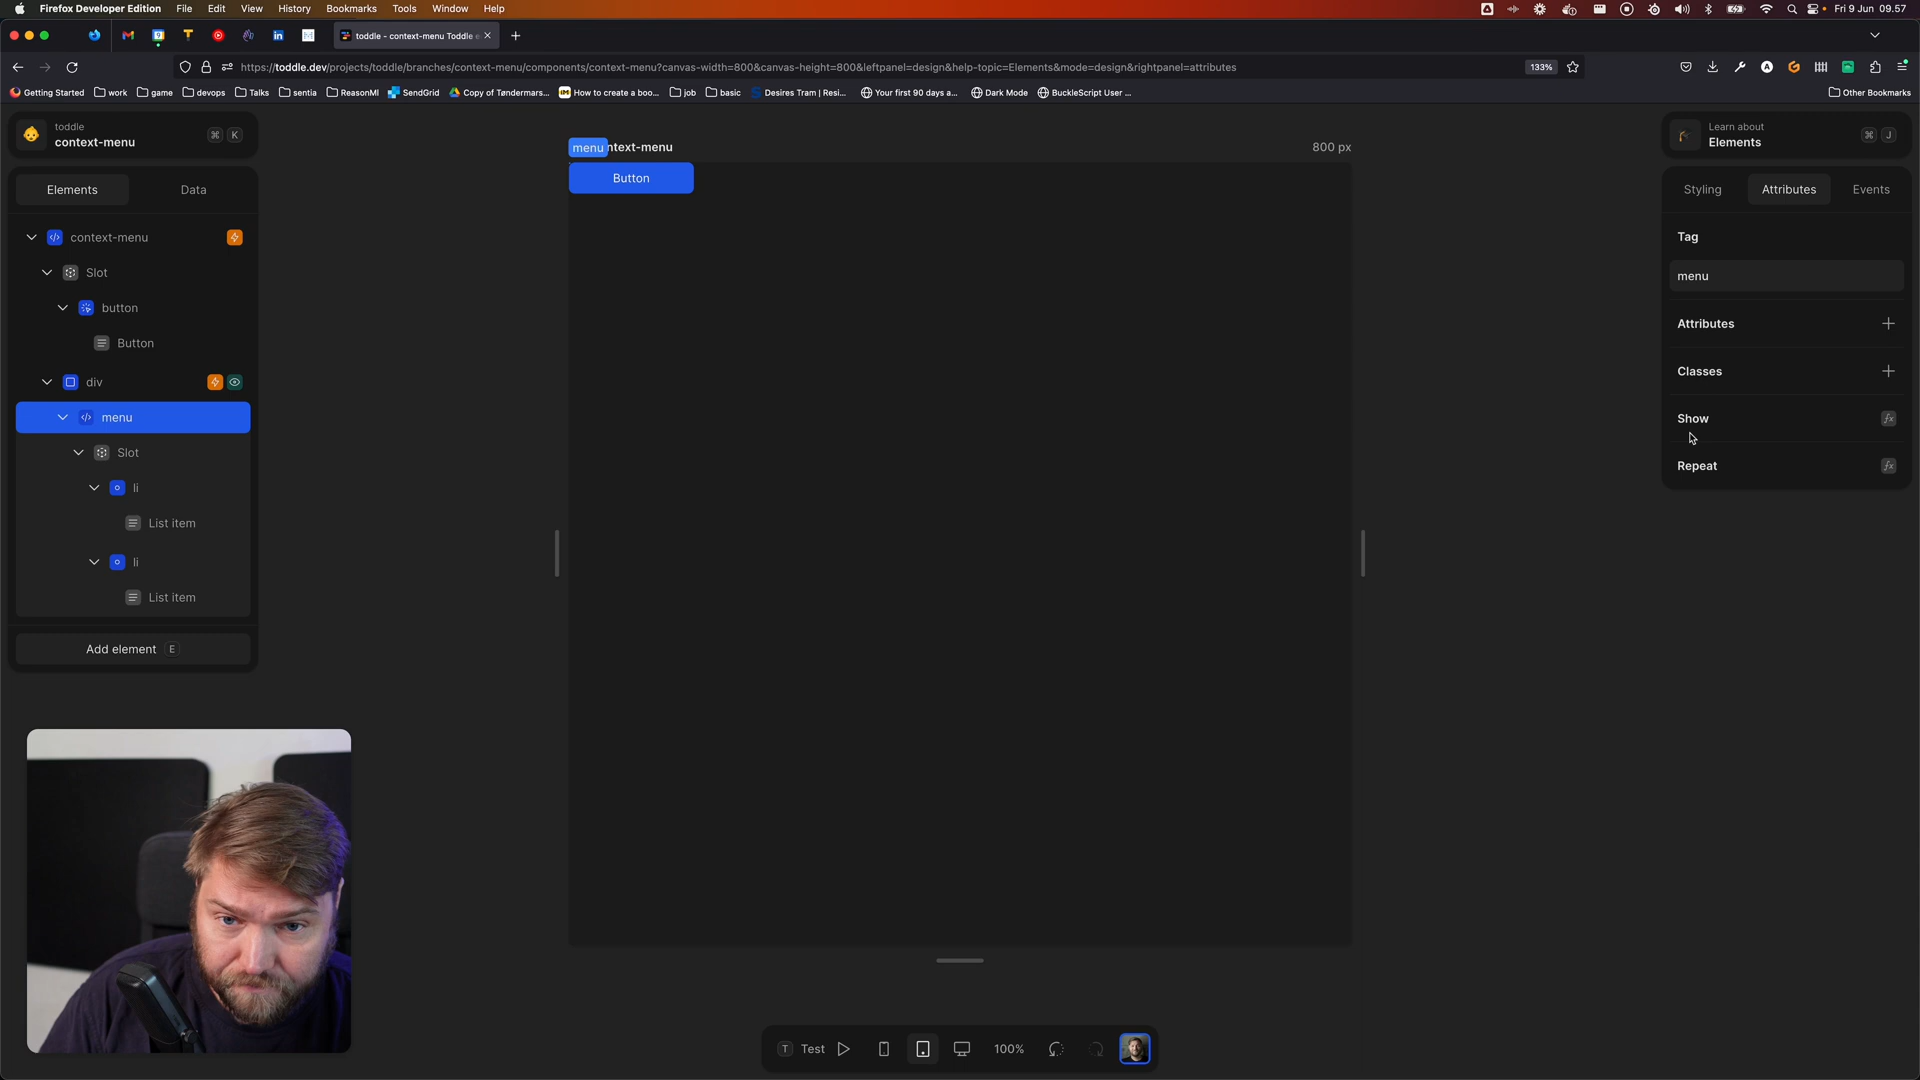 Firefox Developer Edition File Edit View History Bookmarks Tools Window Help Fri 9 Jun 09.57
toddle - context-menu Toddle e
https://toddle.dev/projects/toddle/branches/context-menu/components/context-menu?canvas-width=800&canvas-height=800&leftpanel=design&help-topic=Elements&mode=design&rightpanel=attributes 133%
Getting Started work game devops Talks sentia ReasonMl SendGrid Copy of Tøndermars... How to create a boo... job basic Desires Tram | Resi... Your first 90 days a... Dark Mode BuckleScript User ... Other Bookmarks
toddle
context-menu
⌘ K
Elements Data
context-menu
Slot
button
Button
div
menu
Slot
li
List item
li
List item
Add element E
menu ntext-menu 800 px
Button
Learn about
Elements
⌘ J
Styling Attributes Events
Tag
menu
Attributes
Classes
Show fx
Repeat fx
T Test 100%